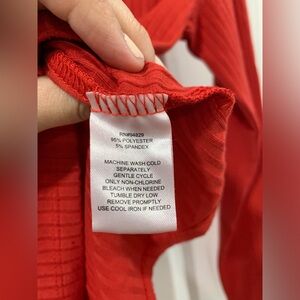 RN#94829
95% POLYESTER
5% SPANDEX
MACHINE WASH COLD
SEPARATELY
GENTLE CYCLE
ONLY NON-CHLORINE
BLEACH WHEN NEEDED
TUMBLE DRY LOW
REMOVE PROMPTLY
USE COOL IRON IF NEEDED